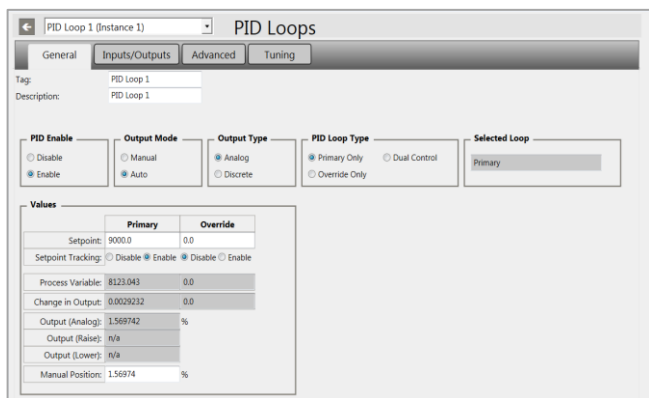 PID Loop 1 (Instance 1)
PID Loops
General
Inputs/Outputs
Advanced
Tuning
Tag: PID Loop 1
Description: PID Loop 1
PID Enable
Disable
Enable
Output Mode
Manual
Auto
Output Type
Analog
Discrete
PID Loop Type
Primary Only
Dual Control
Override Only
Selected Loop
Primary
Values
Primary Override
Setpoint: 9000.0 0.0
Setpoint Tracking: Disable Enable Disable Enable
Process Variable: 8123.043 0.0
Change in Output: 0.0029232 0.0
Output (Analog): 1.569742 %
Output (Raise): n/a
Output (Lower): n/a
Manual Position: 1.56974 %